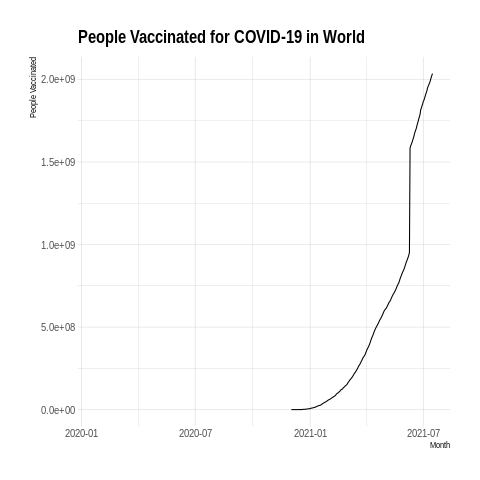 People Vaccinated for COVID-19 in World
People Vaccinated
2.0e+09
1.5e+09
1.0e+09
5.0e+08
0.0e+00
2020-01 2020-07 2021-01 2021-07
Month